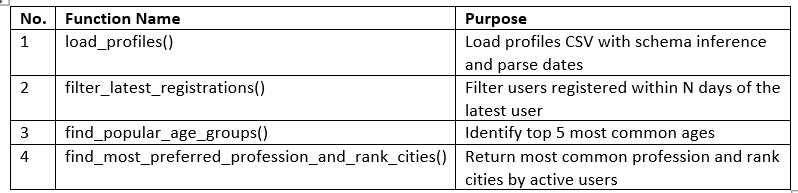 No. Function Name Purpose
1 load_profiles() Load profiles CSV with schema inference
and parse dates
2 filter_latest_registrations() Filter users registered within N days of the
latest user
3 find_popular_age_groups() Identify top 5 most common ages
4 find_most_preferred_profession_and_rank_cities() Return most common profession and rank
cities by active users